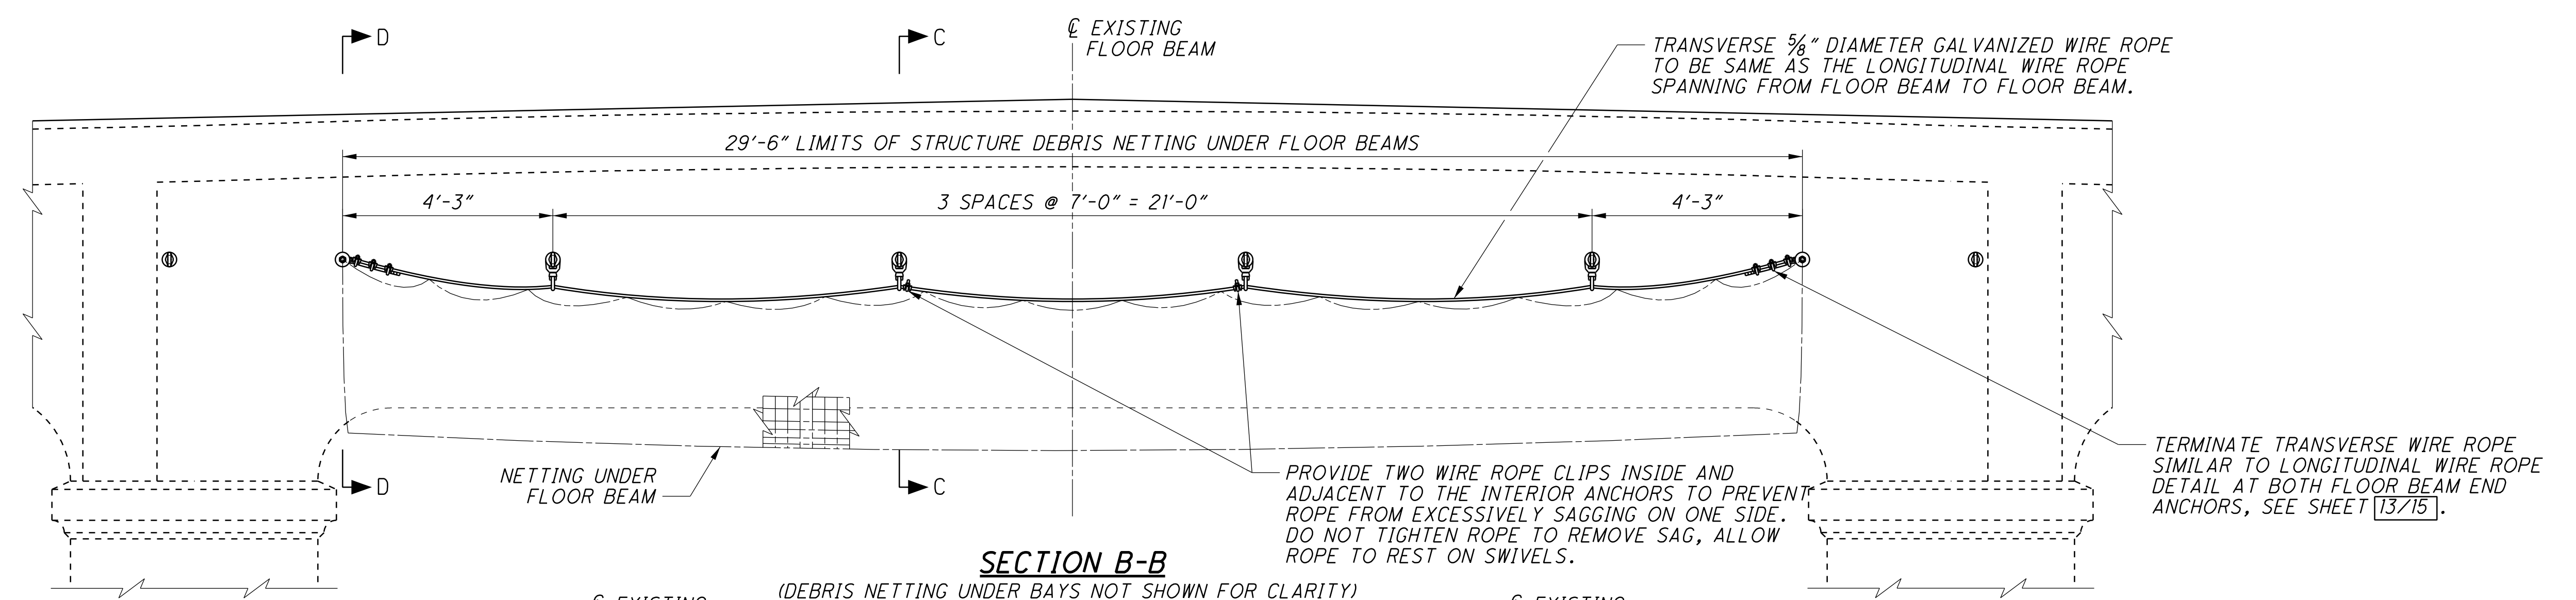 D
C
℄ EXISTING
FLOOR BEAM
TRANSVERSE 5/8" DIAMETER GALVANIZED WIRE ROPE
TO BE SAME AS THE LONGITUDINAL WIRE ROPE
SPANNING FROM FLOOR BEAM TO FLOOR BEAM.
29'-6" LIMITS OF STRUCTURE DEBRIS NETTING UNDER FLOOR BEAMS
4'-3"
3 SPACES @ 7'-0" = 21'-0"
4'-3"
NETTING UNDER
FLOOR BEAM
D
C
PROVIDE TWO WIRE ROPE CLIPS INSIDE AND
ADJACENT TO THE INTERIOR ANCHORS TO PREVENT
ROPE FROM EXCESSIVELY SAGGING ON ONE SIDE.
DO NOT TIGHTEN ROPE TO REMOVE SAG, ALLOW
ROPE TO REST ON SWIVELS.
TERMINATE TRANSVERSE WIRE ROPE
SIMILAR TO LONGITUDINAL WIRE ROPE
DETAIL AT BOTH FLOOR BEAM END
ANCHORS, SEE SHEET 13/15.
SECTION B-B
(DEBRIS NETTING UNDER BAYS NOT SHOWN FOR CLARITY)
℄ EXISTING
℄ EXISTING